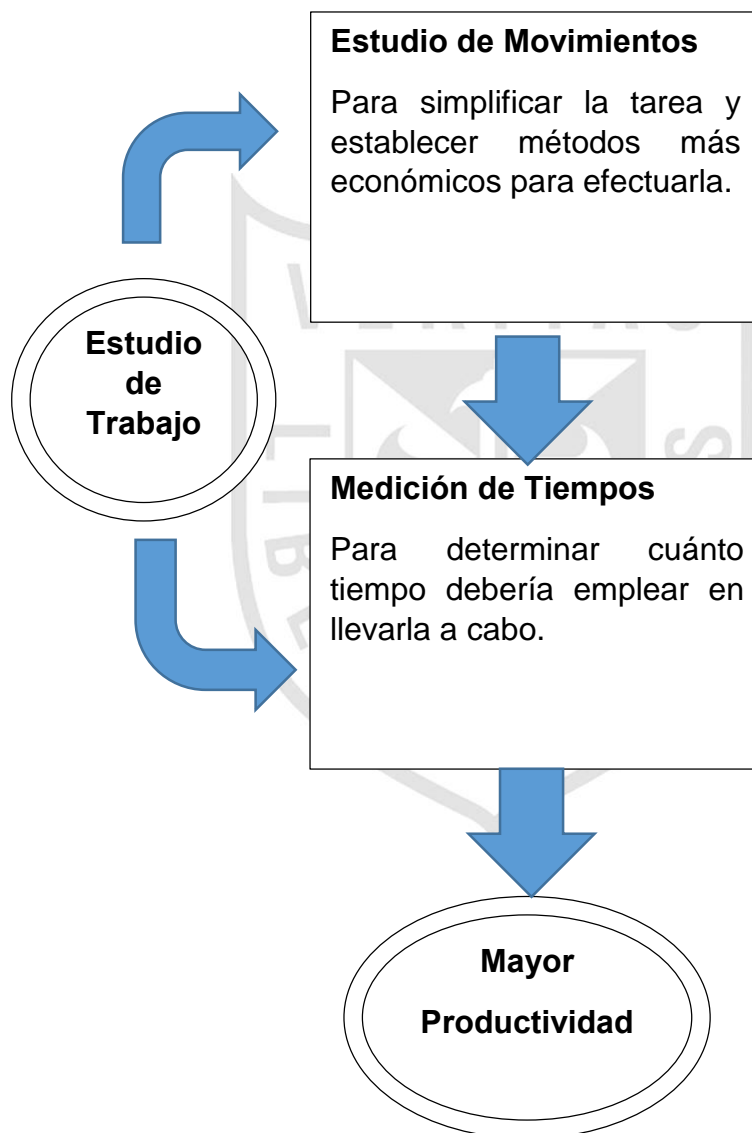 Estudio de Movimientos
Para simplificar la tarea y
establecer métodos más
económicos para efectuarla.
Estudio
de
Trabajo
Medición de Tiempos
Para determinar cuánto
tiempo debería emplear en
llevarla a cabo.
Mayor
Productividad